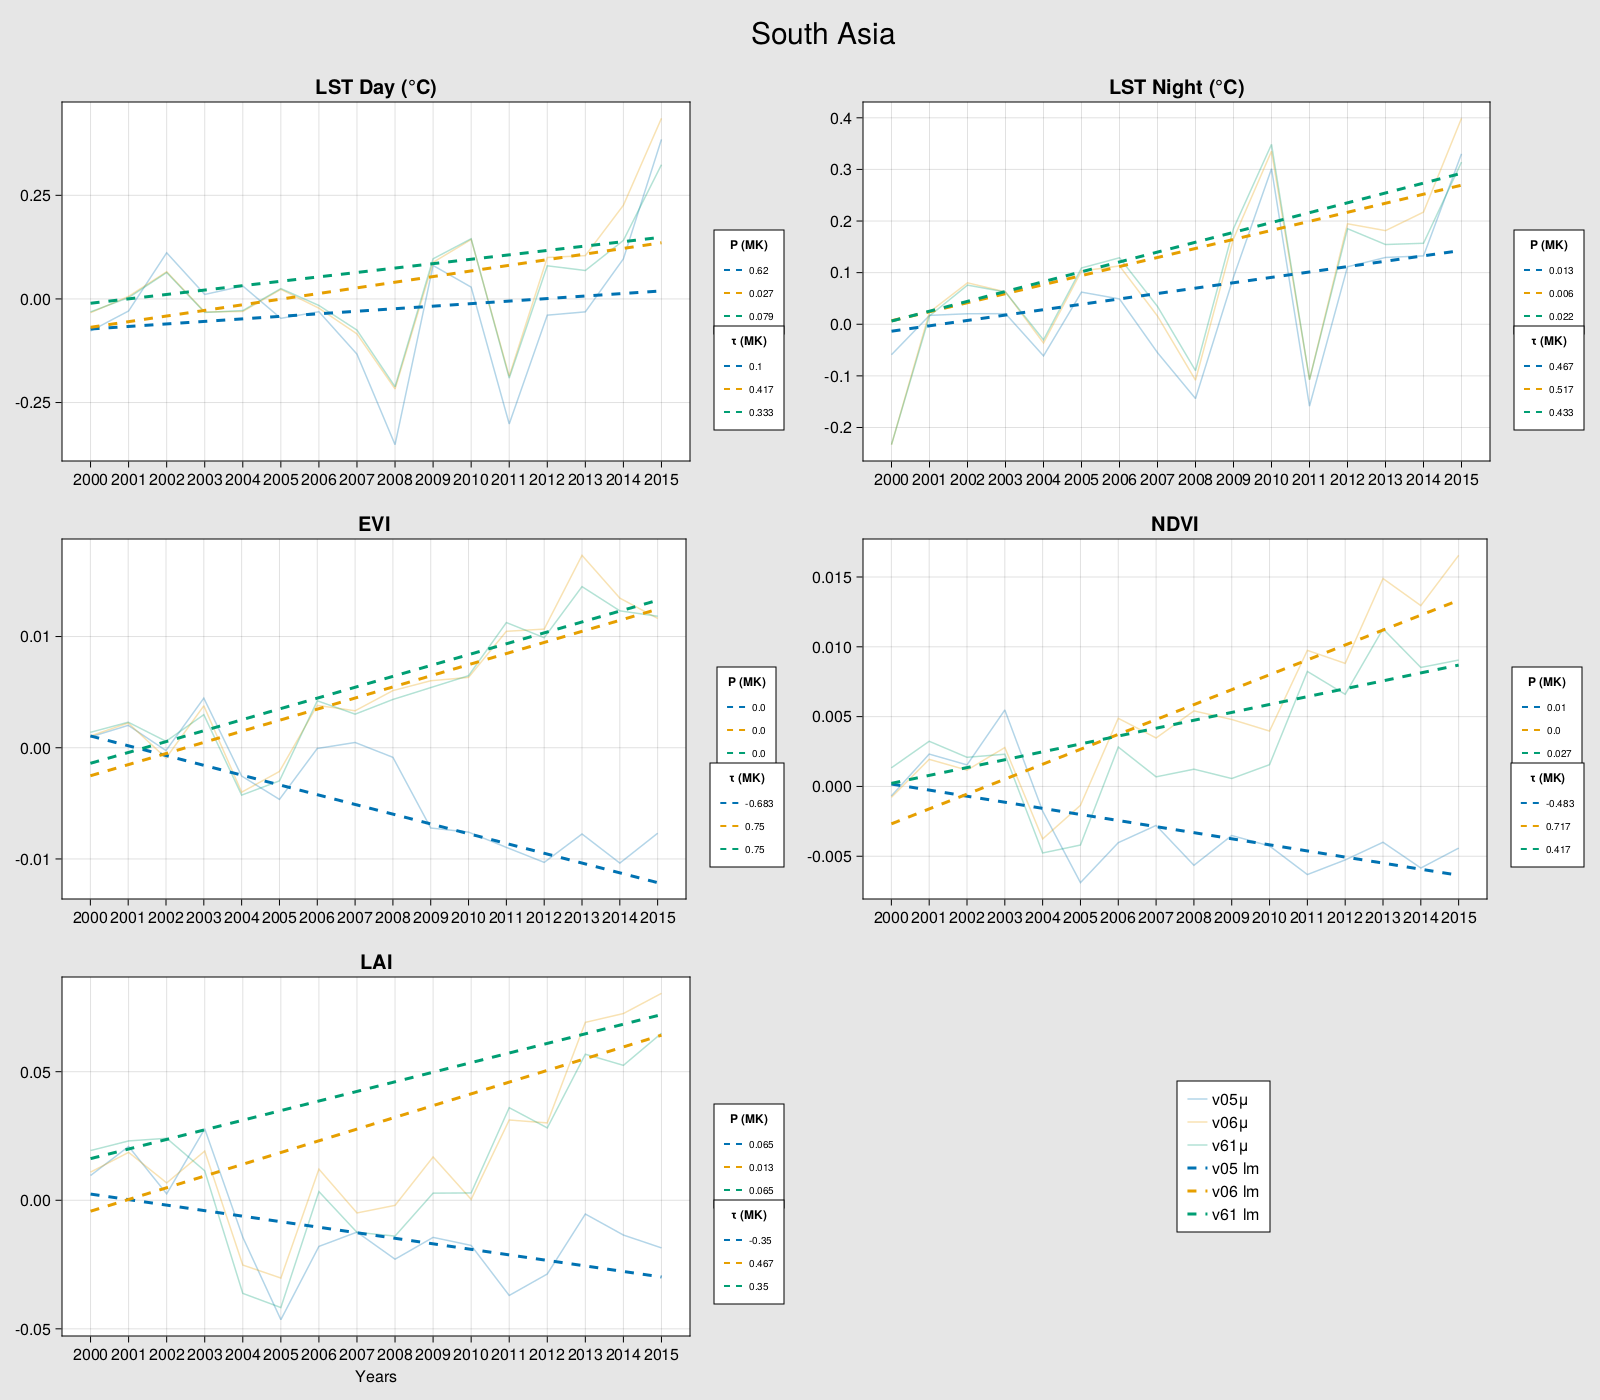 South Asia
LST Day (°C)
0.25
0.00
-0.25
2000 2001 2002 2003 2004 2005 2006 2007 2008 2009 2010 2011 2012 2013 2014 2015
P (MK)
0.62
0.027
0.079
τ (MK)
0.1
0.417
0.333
LST Night (°C)
0.4
0.3
0.2
0.1
0.0
-0.1
-0.2
2000 2001 2002 2003 2004 2005 2006 2007 2008 2009 2010 2011 2012 2013 2014 2015
P (MK)
0.013
0.006
0.022
τ (MK)
0.467
0.517
0.433
EVI
0.01
0.00
-0.01
2000 2001 2002 2003 2004 2005 2006 2007 2008 2009 2010 2011 2012 2013 2014 2015
P (MK)
0.0
0.0
0.0
τ (MK)
-0.683
0.75
0.75
NDVI
0.015
0.010
0.005
0.000
-0.005
2000 2001 2002 2003 2004 2005 2006 2007 2008 2009 2010 2011 2012 2013 2014 2015
P (MK)
0.01
0.0
0.027
τ (MK)
-0.483
0.717
0.417
LAI
0.05
0.00
-0.05
2000 2001 2002 2003 2004 2005 2006 2007 2008 2009 2010 2011 2012 2013 2014 2015
Years
P (MK)
0.065
0.013
0.065
τ (MK)
-0.35
0.467
0.35
v05μ
v06μ
v61μ
v05 lm
v06 lm
v61 lm